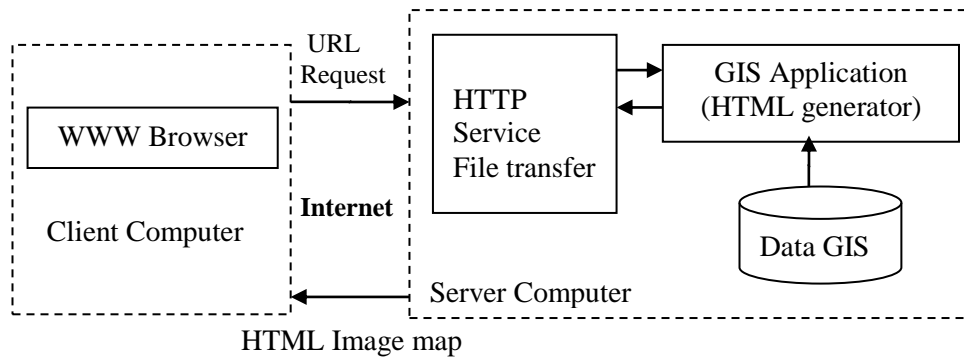 URL
Request
WWW Browser
Client Computer
Internet
HTTP
Service
File transfer
GIS Application
(HTML generator)
Data GIS
Server Computer
HTML Image map